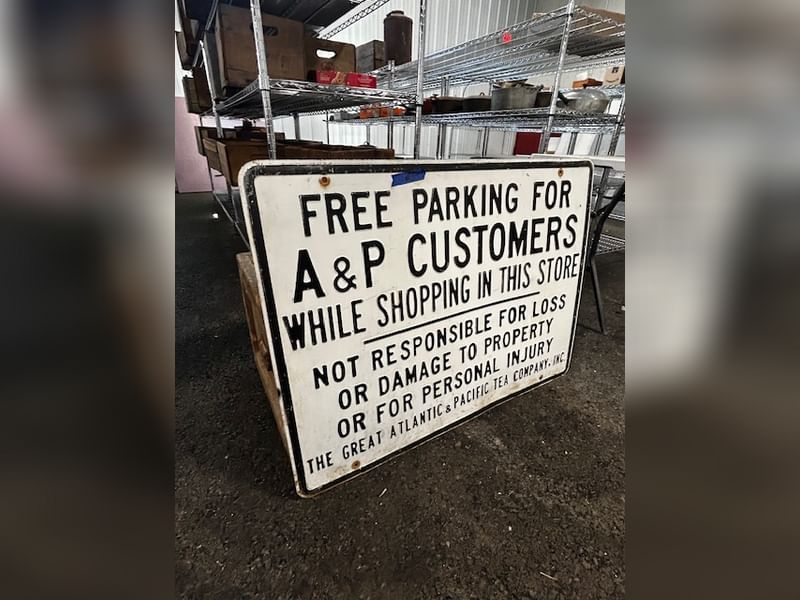 FREE PARKING FOR
A&P CUSTOMERS
WHILE SHOPPING IN THIS STORE
NOT RESPONSIBLE FOR LOSS
OR DAMAGE TO PROPERTY
OR FOR PERSONAL INJURY
THE GREAT ATLANTIC & PACIFIC TEA COMPANY, INC.